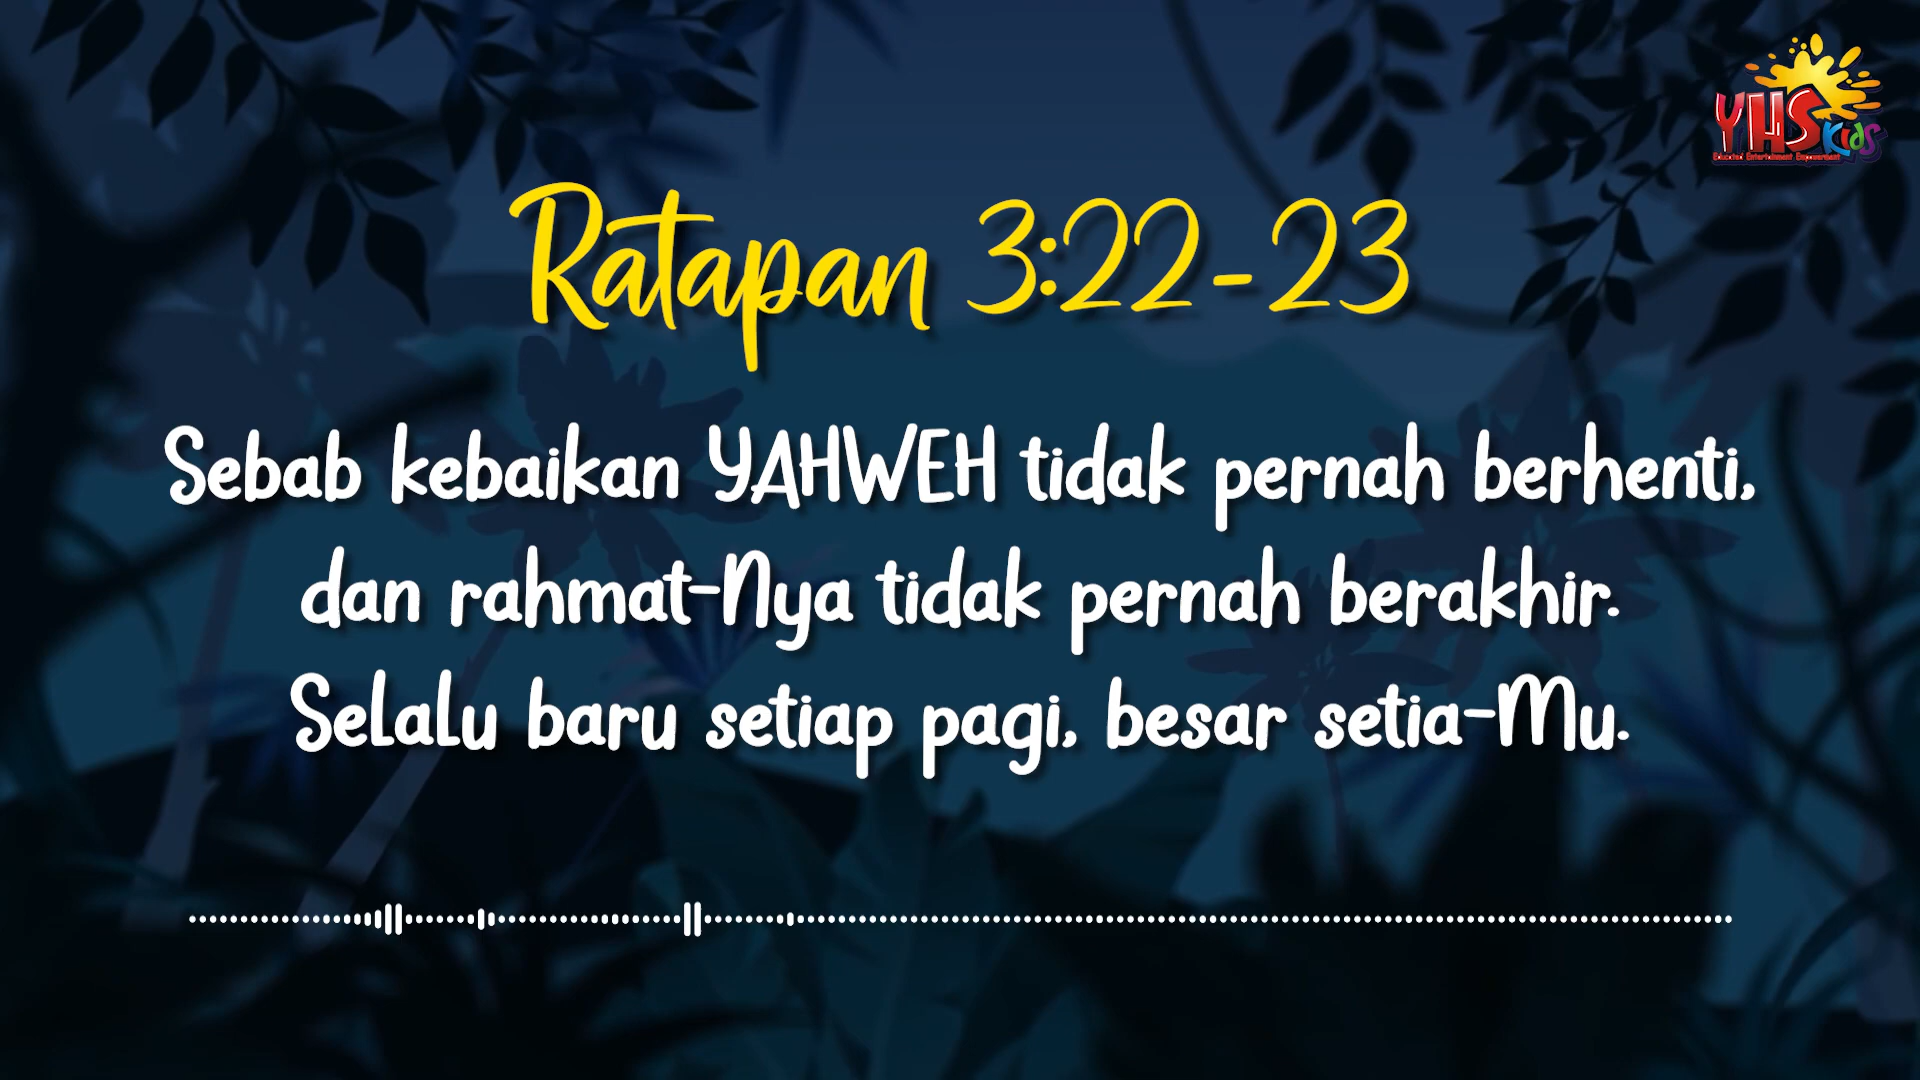 YHS Kids
Ratapan 3:22-23
Sebab kebaikan YAHWEH tidak pernah berhenti,
dan rahmat-Nya tidak pernah berakhir.
Selalu baru setiap pagi, besar setia-Mu.